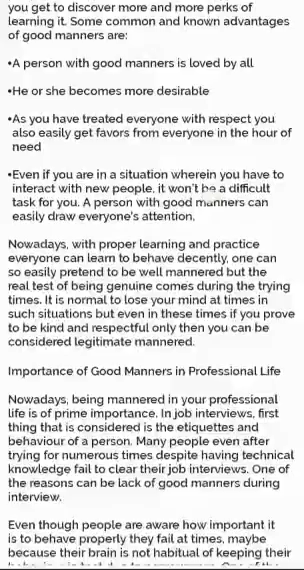 you get to discover more and more perks of
learning it. Some common and known advantages
of good manners are:
•A person with good manners is loved by all
•He or she becomes more desirable
•As you have treated everyone with respect you
also easily get favors from everyone in the hour of
need
•Even if you are in a situation wherein you have to
interact with new people, it won't be a difficult
task for you. A person with good manners can
easily draw everyone's attention.
Nowadays, with proper learning and practice
everyone can learn to behave decently, one can
so easily pretend to be well mannered but the
real test of being genuine comes during the trying
times. It is normal to lose your mind at times in
such situations but even in these times if you prove
to be kind and respectful only then you can be
considered legitimate mannered.
Importance of Good Manners in Professional Life
Nowadays, being mannered in your professional
life is of prime importance. In job interviews, first
thing that is considered is the etiquettes and
behaviour of a person. Many people even after
trying for numerous times despite having technical
knowledge fail to clear their job interviews. One of
the reasons can be lack of good manners during
interview.
Even though people are aware how important it
is to behave properly they fail at times, maybe
because their brain is not habitual of keeping their